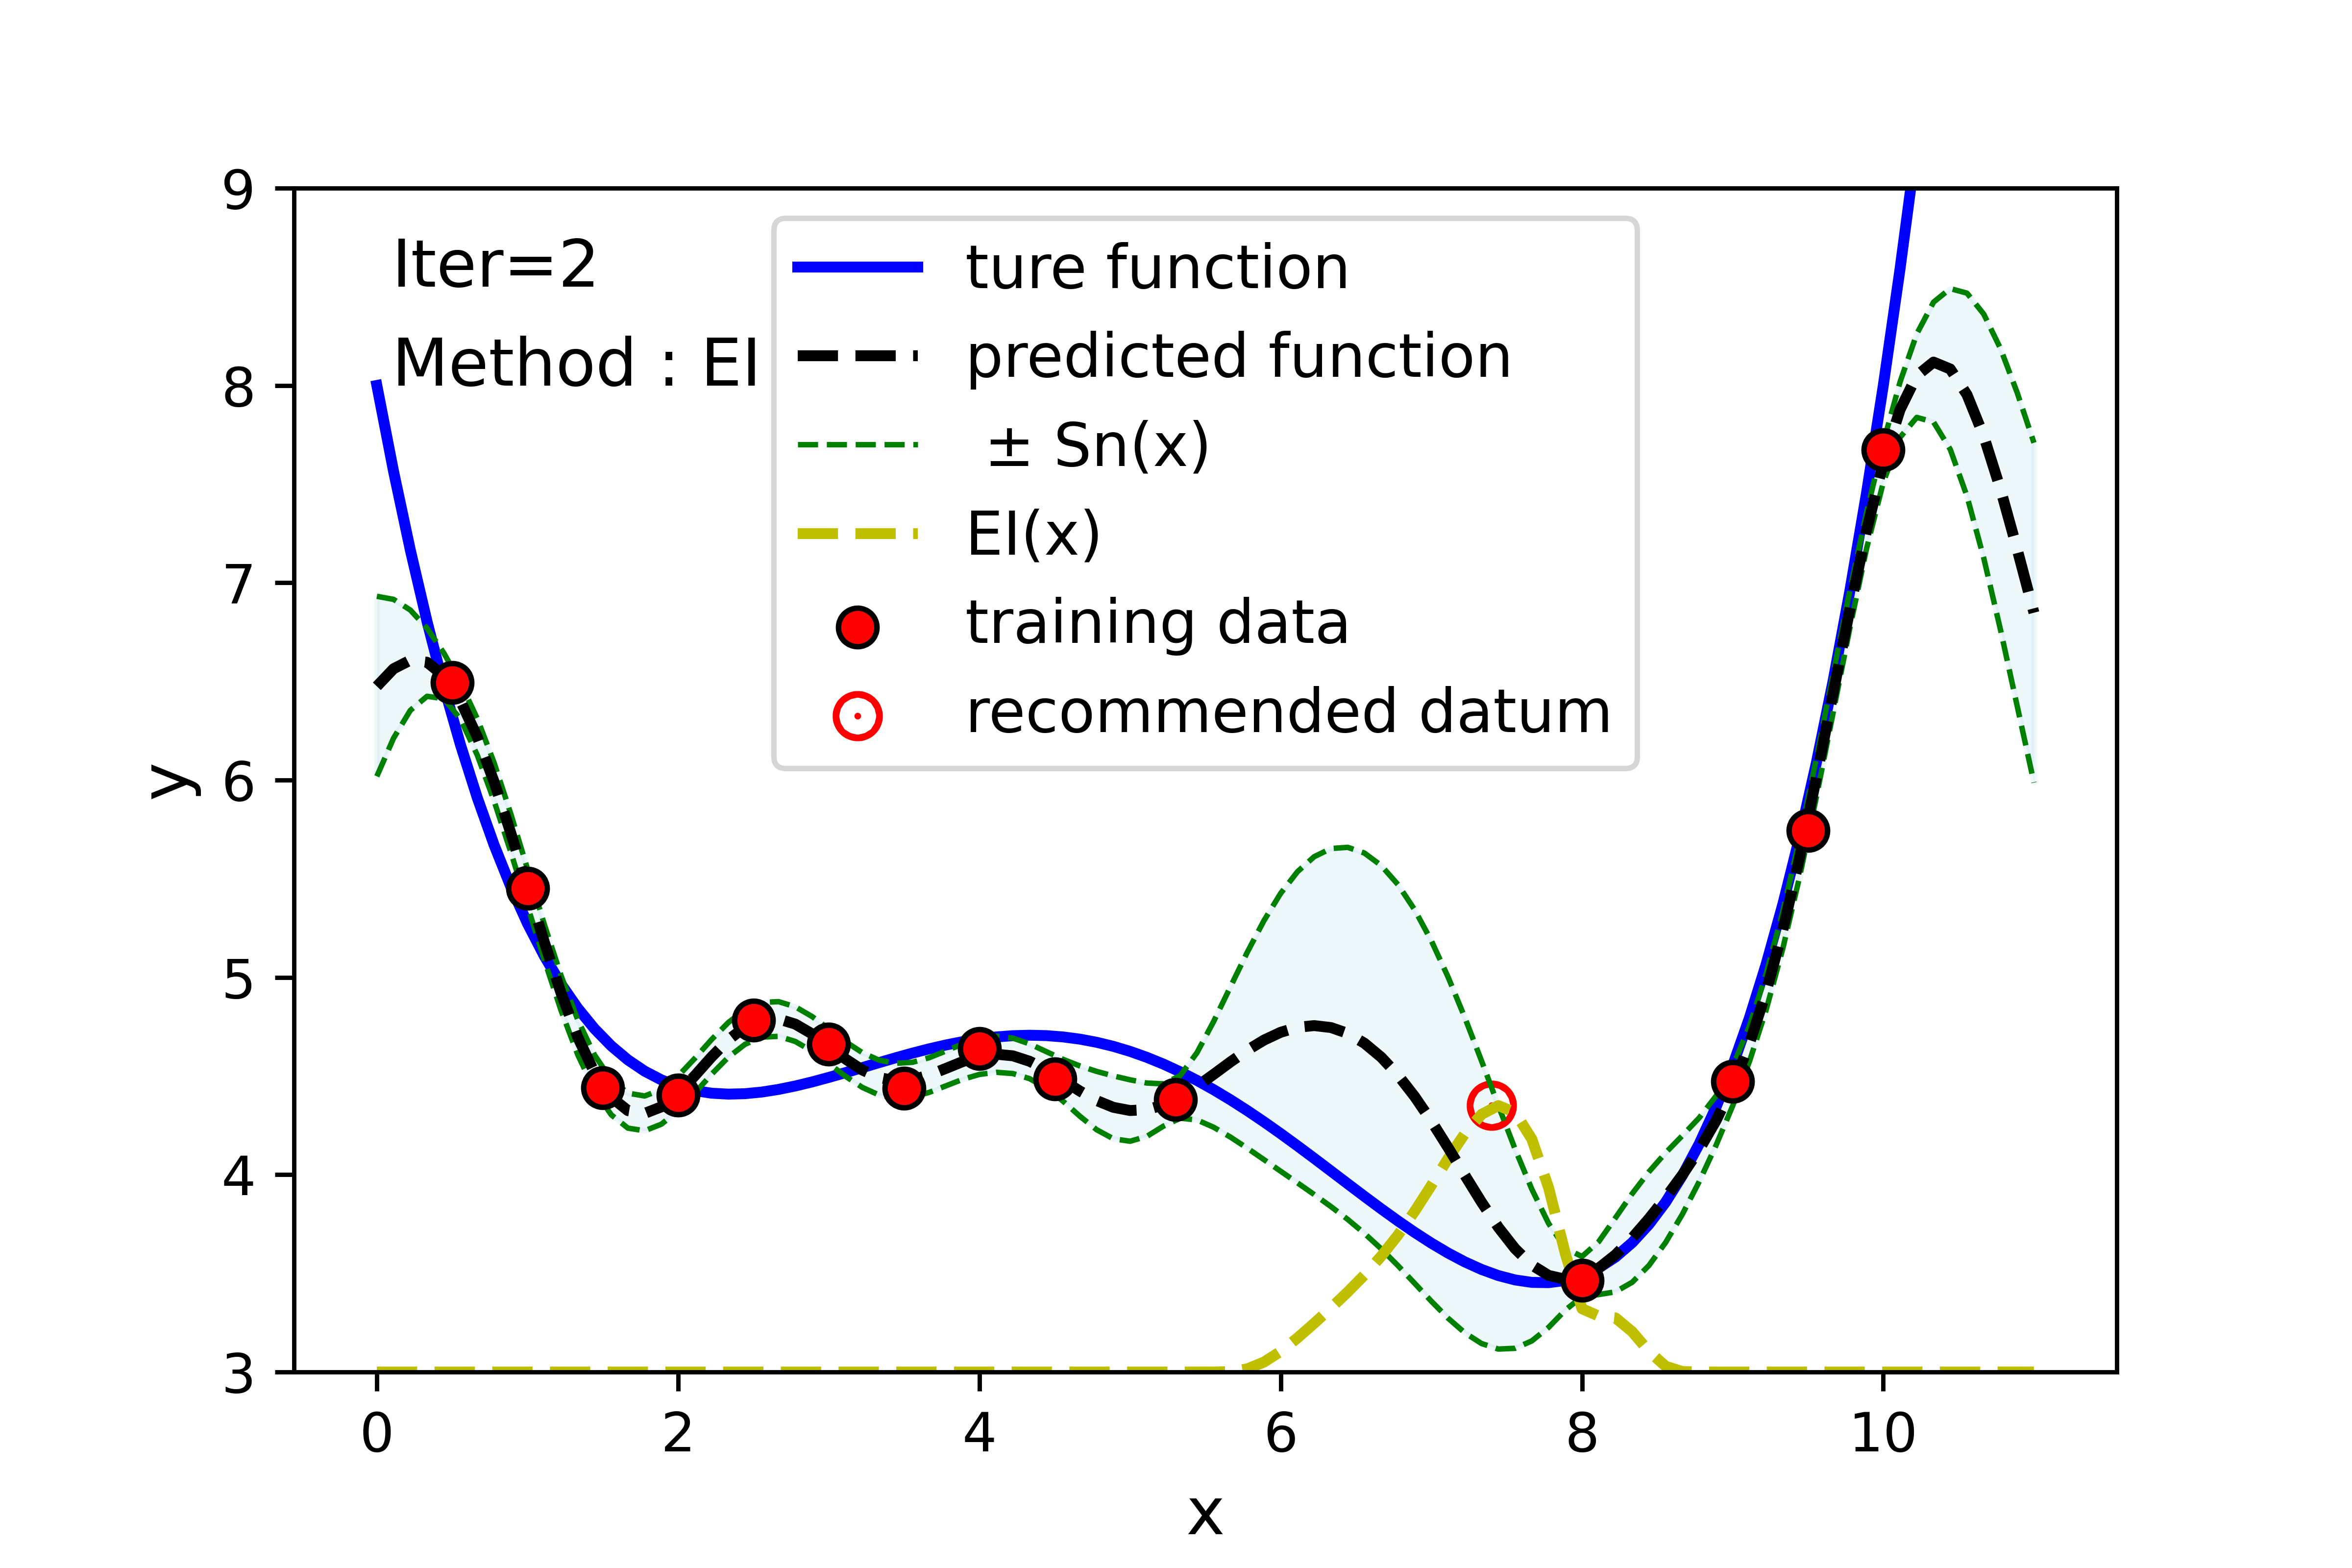 Iter=2
Method : EI
ture function
predicted function
± Sn(x)
EI(x)
training data
recommended datum
9
8
7
6
5
4
3
y
0 2 4 6 8 10
x